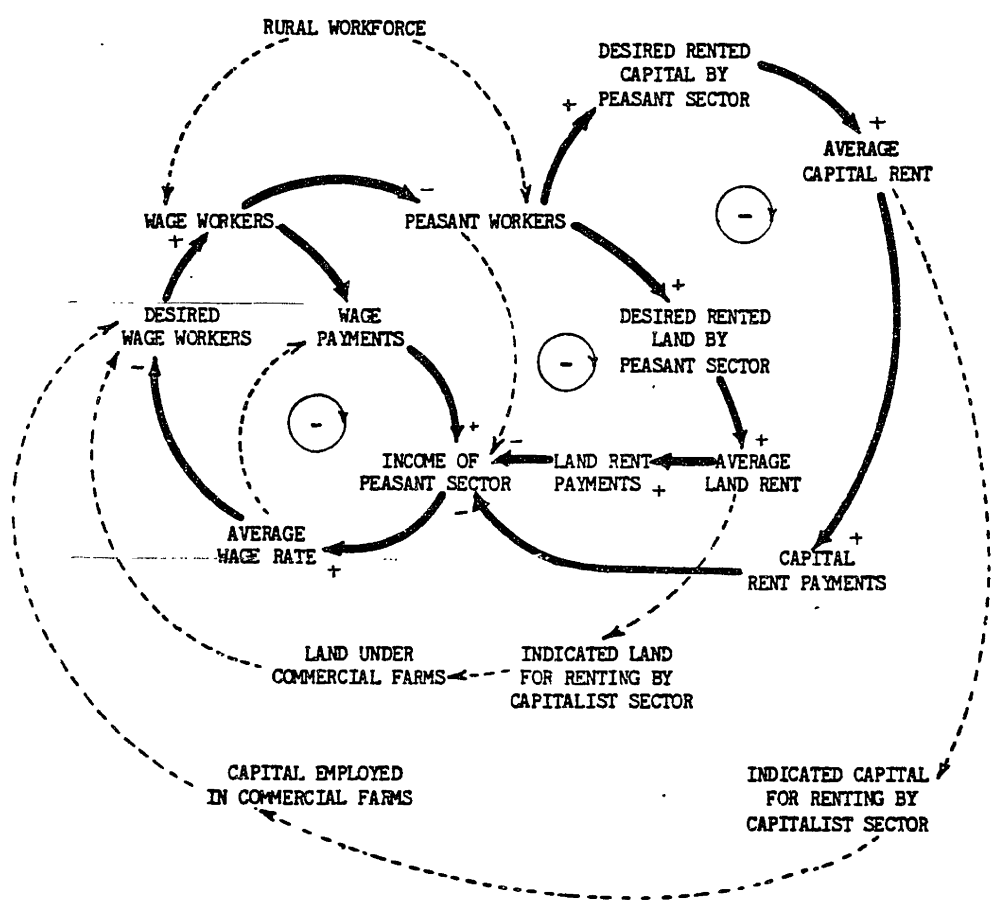 RURAL WORKFORCE
DESIRED RENTED
CAPITAL BY
PEASANT SECTOR
+
+
AVERAGE
CAPITAL RENT
-
WAGE WORKERS
PEASANT WORKERS
-
+
+
DESIRED
WAGE WORKERS
WAGE
PAYMENTS
DESIRED RENTED
LAND BY
PEASANT SECTOR
-
-
-
+
-
+
INCOME OF
PEASANT SECTOR
LAND RENT
PAYMENTS
+
AVERAGE
LAND RENT
-
AVERAGE
WAGE RATE
+
+
CAPITAL
RENT PAYMENTS
LAND UNDER
COMMERCIAL FARMS
INDICATED LAND
FOR RENTING BY
CAPITALIST SECTOR
CAPITAL EMPLOYED
IN COMMERCIAL FARMS
INDICATED CAPITAL
FOR RENTING BY
CAPITALIST SECTOR